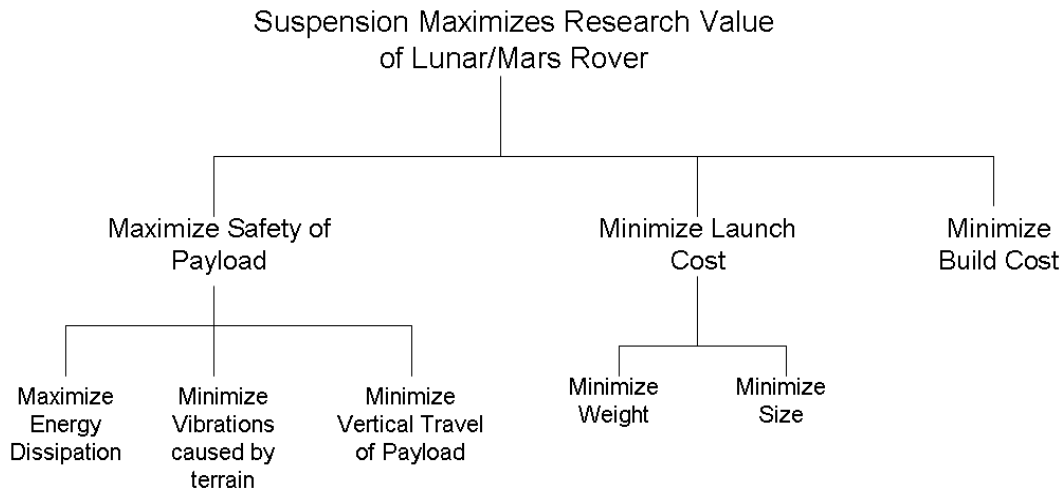 Suspension Maximizes Research Value
of Lunar/Mars Rover
Maximize Safety of
Payload
Minimize Launch
Cost
Minimize
Build Cost
Maximize
Energy
Dissipation
Minimize
Vibrations
caused by
terrain
Minimize
Vertical Travel
of Payload
Minimize
Weight
Minimize
Size